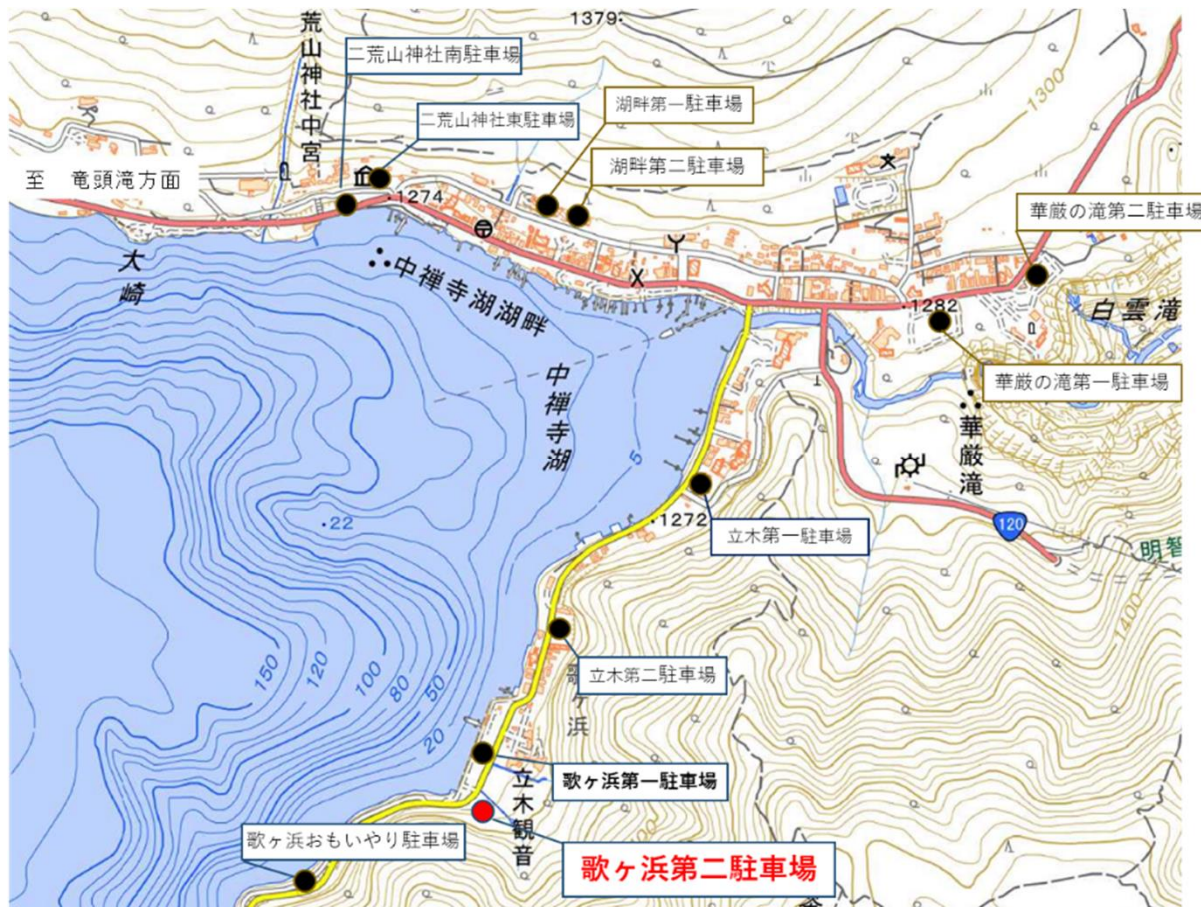 1379
荒山神社中宮
二荒山神社南駐車場
二荒山神社東駐車場
湖畔第一駐車場
湖畔第二駐車場
1300
至　竜頭滝方面
1274
華厳の滝第二駐車場
大崎
中禅寺湖湖畔
1282
白雲滝
中禅寺湖
華厳の滝第一駐車場
華厳滝
5
22
1272
120
立木第一駐車場
明智
1400
150
120
100
80
50
20
立木第二駐車場
歌ヶ浜
歌ヶ浜第一駐車場
立木観音
歌ヶ浜おもいやり駐車場
歌ヶ浜第二駐車場